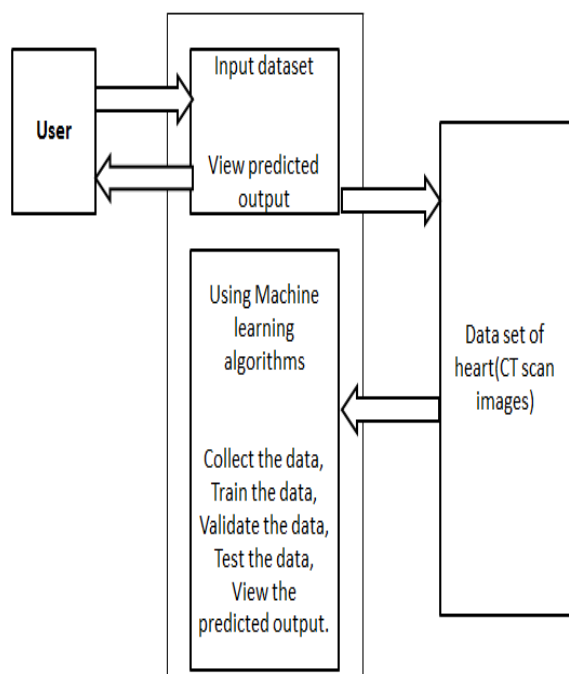 User
Input dataset
View predicted
output
Using Machine
learning
algorithms
Collect the data,
Train the data,
Validate the data,
Test the data,
View the
predicted output.
Data set of
heart(CT scan
images)